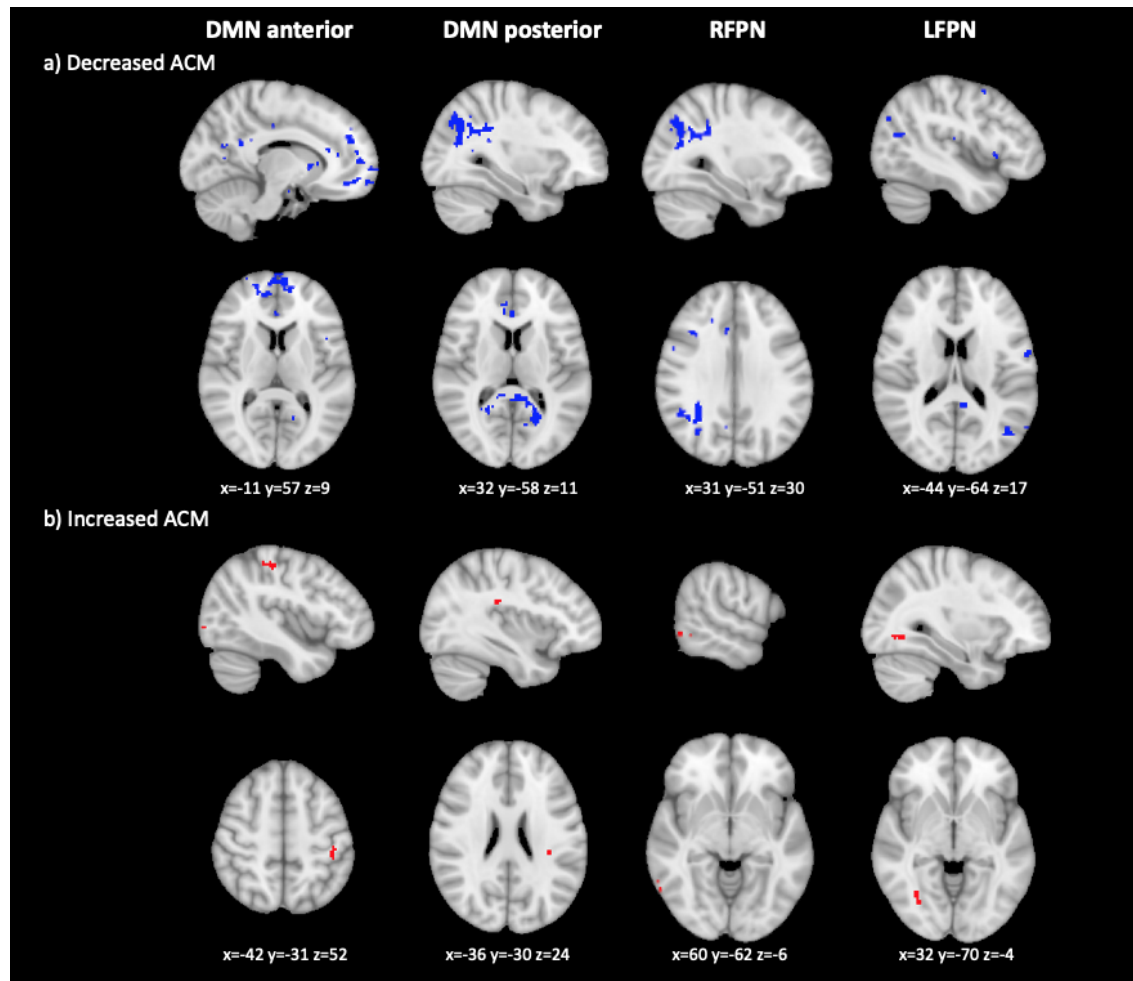 DMN anterior DMN posterior RFPN LFPN
a) Decreased ACM
x=-11 y=57 z=9 x=32 y=-58 z=11 x=31 y=-51 z=30 x=-44 y=-64 z=17
b) Increased ACM
x=-42 y=-31 z=52 x=-36 y=-30 z=24 x=60 y=-62 z=-6 x=32 y=-70 z=-4